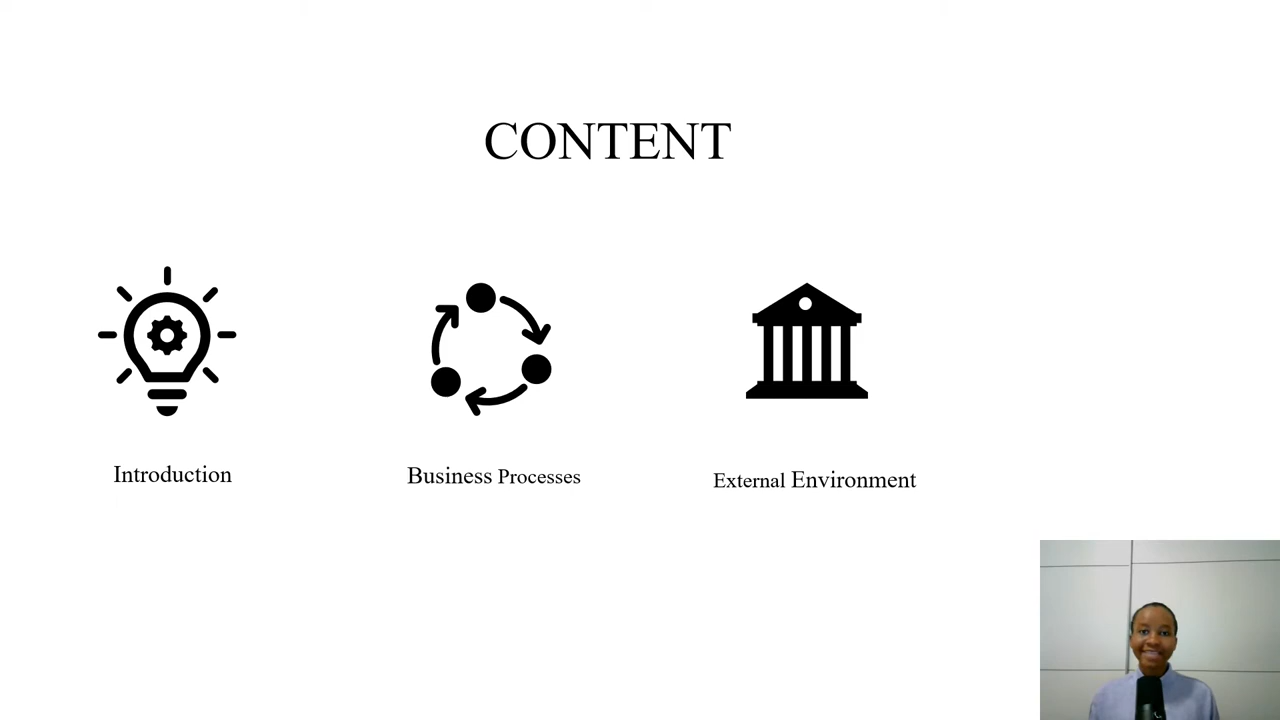 CONTENT
Introduction
Business Processes
External Environment